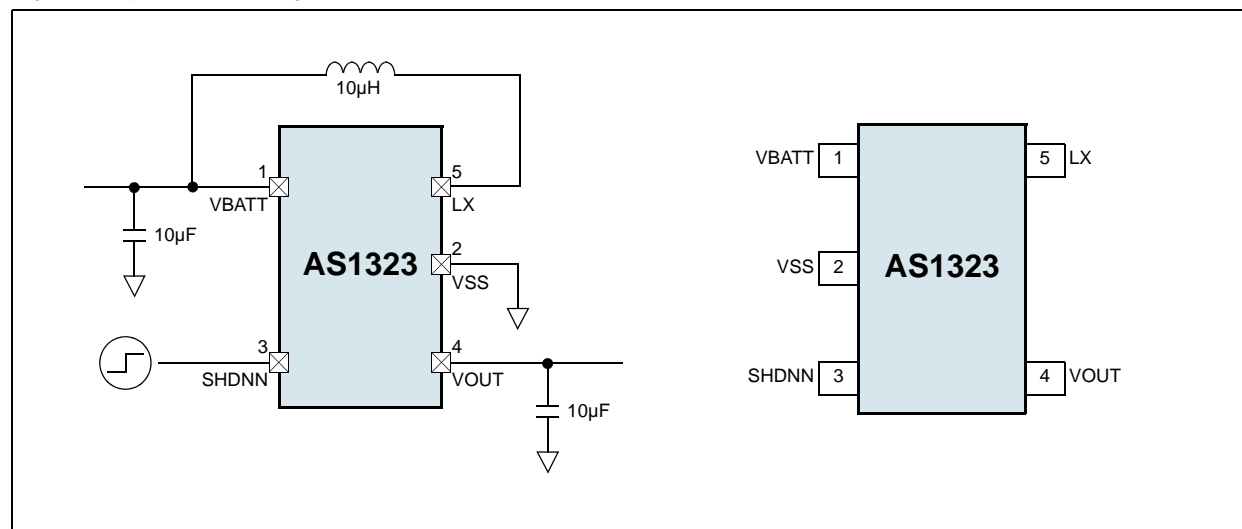 10µH
1
5
VBATT
LX
10µF
2
AS1323
VSS
3
4
SHDNN
VOUT
10µF
VBATT 1
5 LX
VSS 2
AS1323
SHDNN 3
4 VOUT